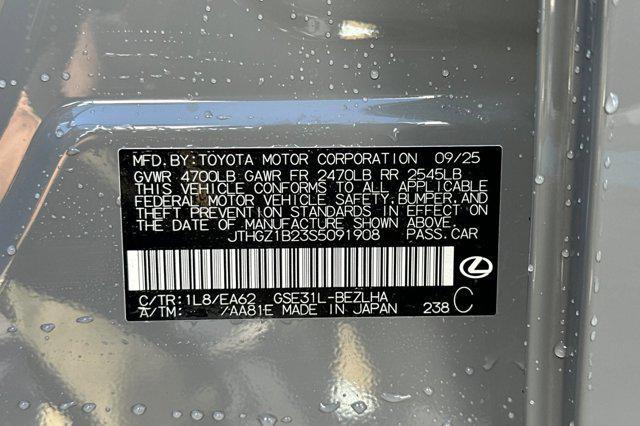 MFD. BY: TOYOTA MOTOR CORPORATION 09/25
GVWR 4700LB GAWR FR 2470LB RR 2545LB
THIS VEHICLE CONFORMS TO ALL APPLICABLE
FEDERAL MOTOR VEHICLE SAFETY, BUMPER, AND
THEFT PREVENTION STANDARDS IN EFFECT ON
THE DATE OF MANUFACTURE SHOWN ABOVE.
JTHGZ1B23S5091908 PASS. CAR
C/TR: 1L8/EA62 GSE31L-BEZLHA
A/TM: -/AA81E MADE IN JAPAN 238 C